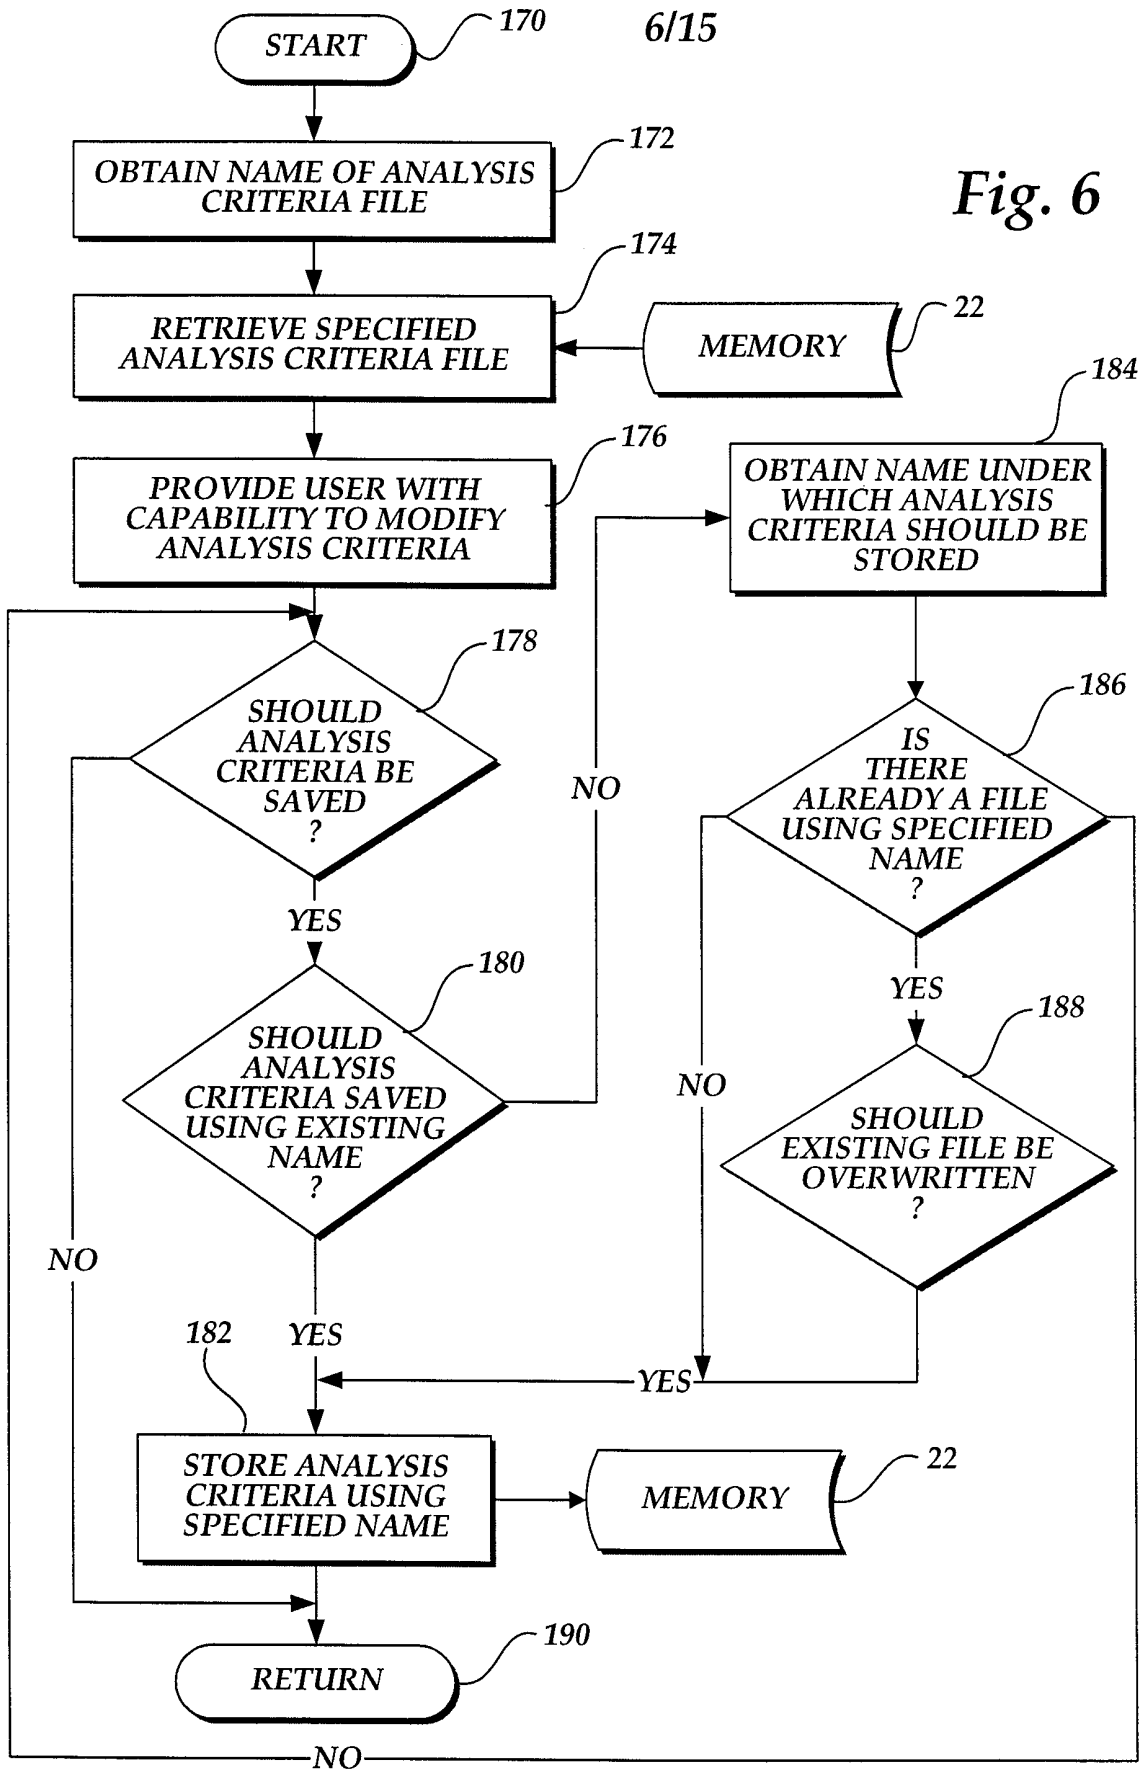 6/15
Fig. 6
START
170
OBTAIN NAME OF ANALYSIS
CRITERIA FILE
172
RETRIEVE SPECIFIED
ANALYSIS CRITERIA FILE
174
MEMORY
22
PROVIDE USER WITH
CAPABILITY TO MODIFY
ANALYSIS CRITERIA
176
SHOULD
ANALYSIS
CRITERIA BE
SAVED
?
178
NO
YES
SHOULD
ANALYSIS
CRITERIA SAVED
USING EXISTING
NAME
?
180
NO
YES
OBTAIN NAME UNDER
WHICH ANALYSIS
CRITERIA SHOULD BE
STORED
184
IS
THERE
ALREADY A FILE
USING SPECIFIED
NAME
?
186
NO
YES
SHOULD
EXISTING FILE BE
OVERWRITTEN
?
188
YES
NO
STORE ANALYSIS
CRITERIA USING
SPECIFIED NAME
182
MEMORY
22
RETURN
190